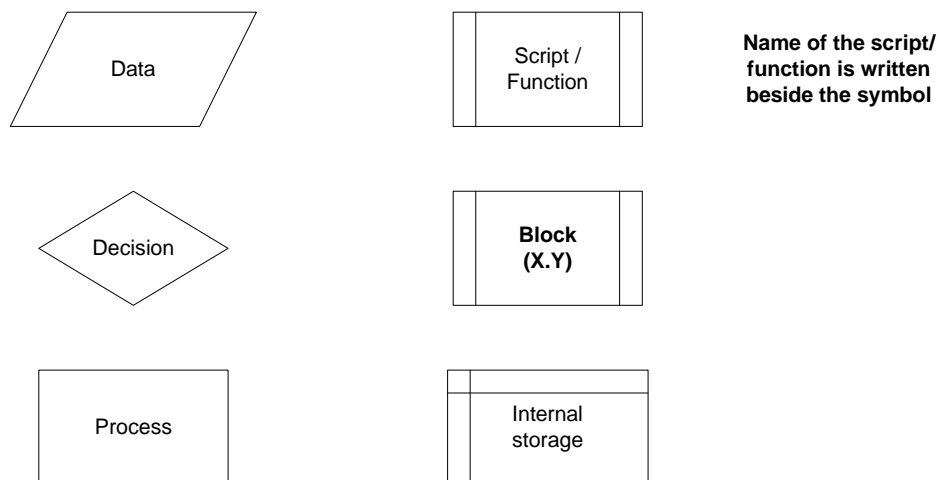 Data
Script /
Function
Name of the script/
function is written
beside the symbol
Decision
Block
(X.Y)
Process
Internal
storage